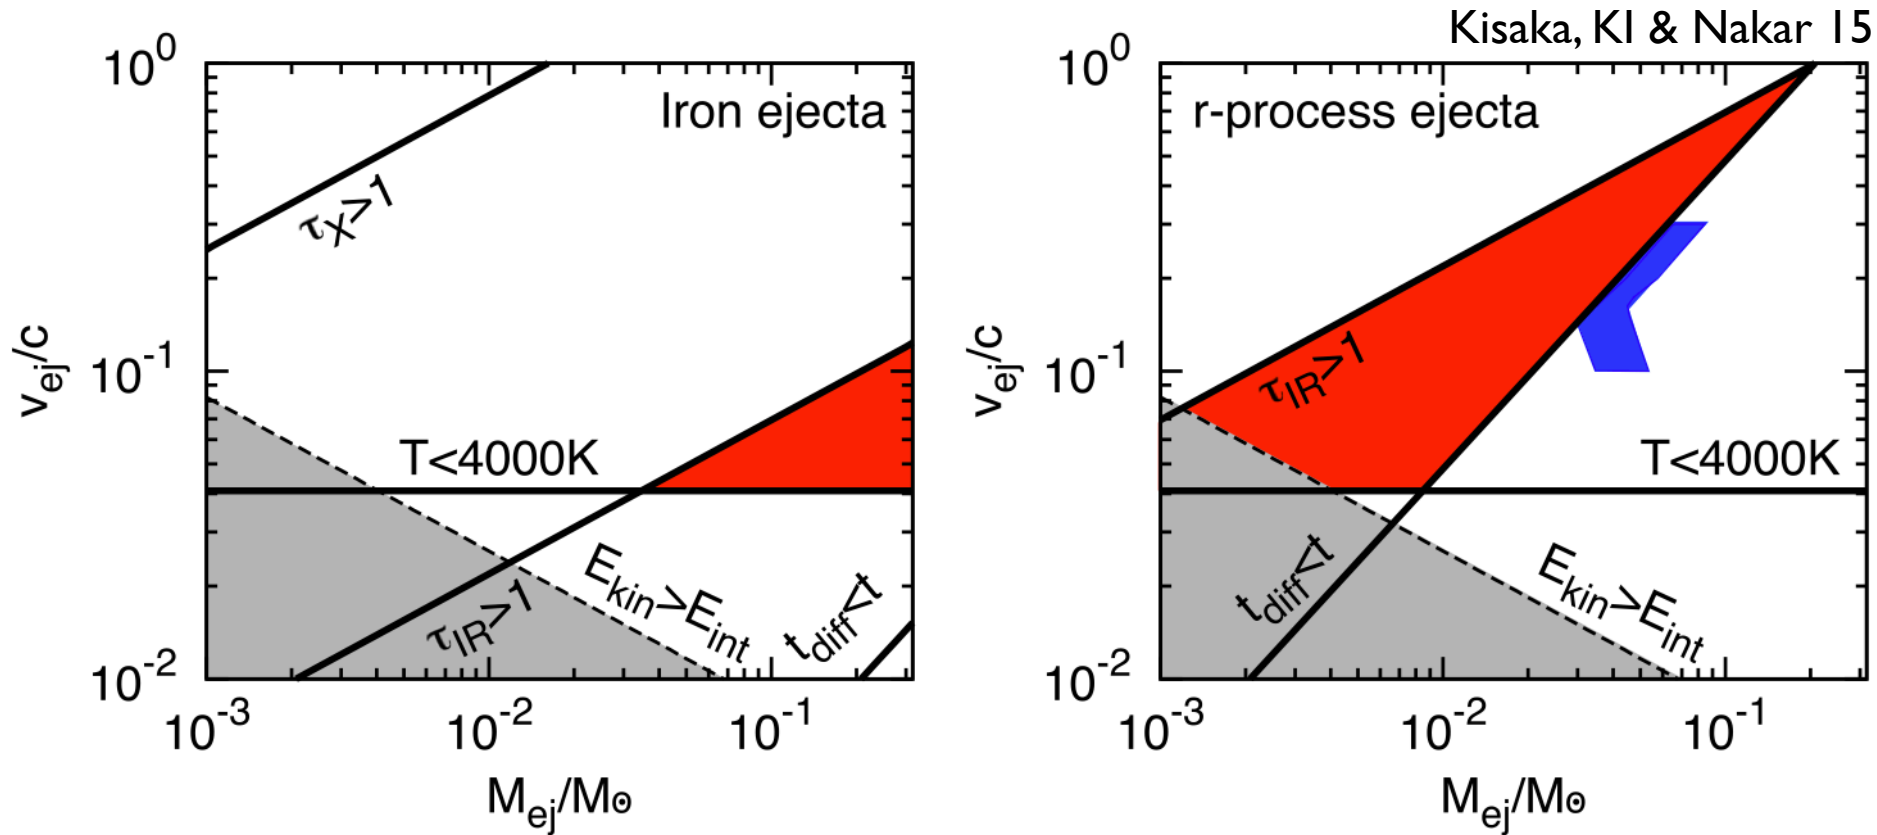 Kisaka, KI & Nakar 15
Iron ejecta
τX>1
T<4000K
τIR>1
Ekin>Eint
tdiff<t
10^0
10^-1
10^-2
vej/c
10^-3
10^-2
10^-1
Mej/M⊙
r-process ejecta
τIR>1
T<4000K
tdiff<t
Ekin>Eint
10^0
10^-1
10^-2
vej/c
10^-3
10^-2
10^-1
Mej/M⊙